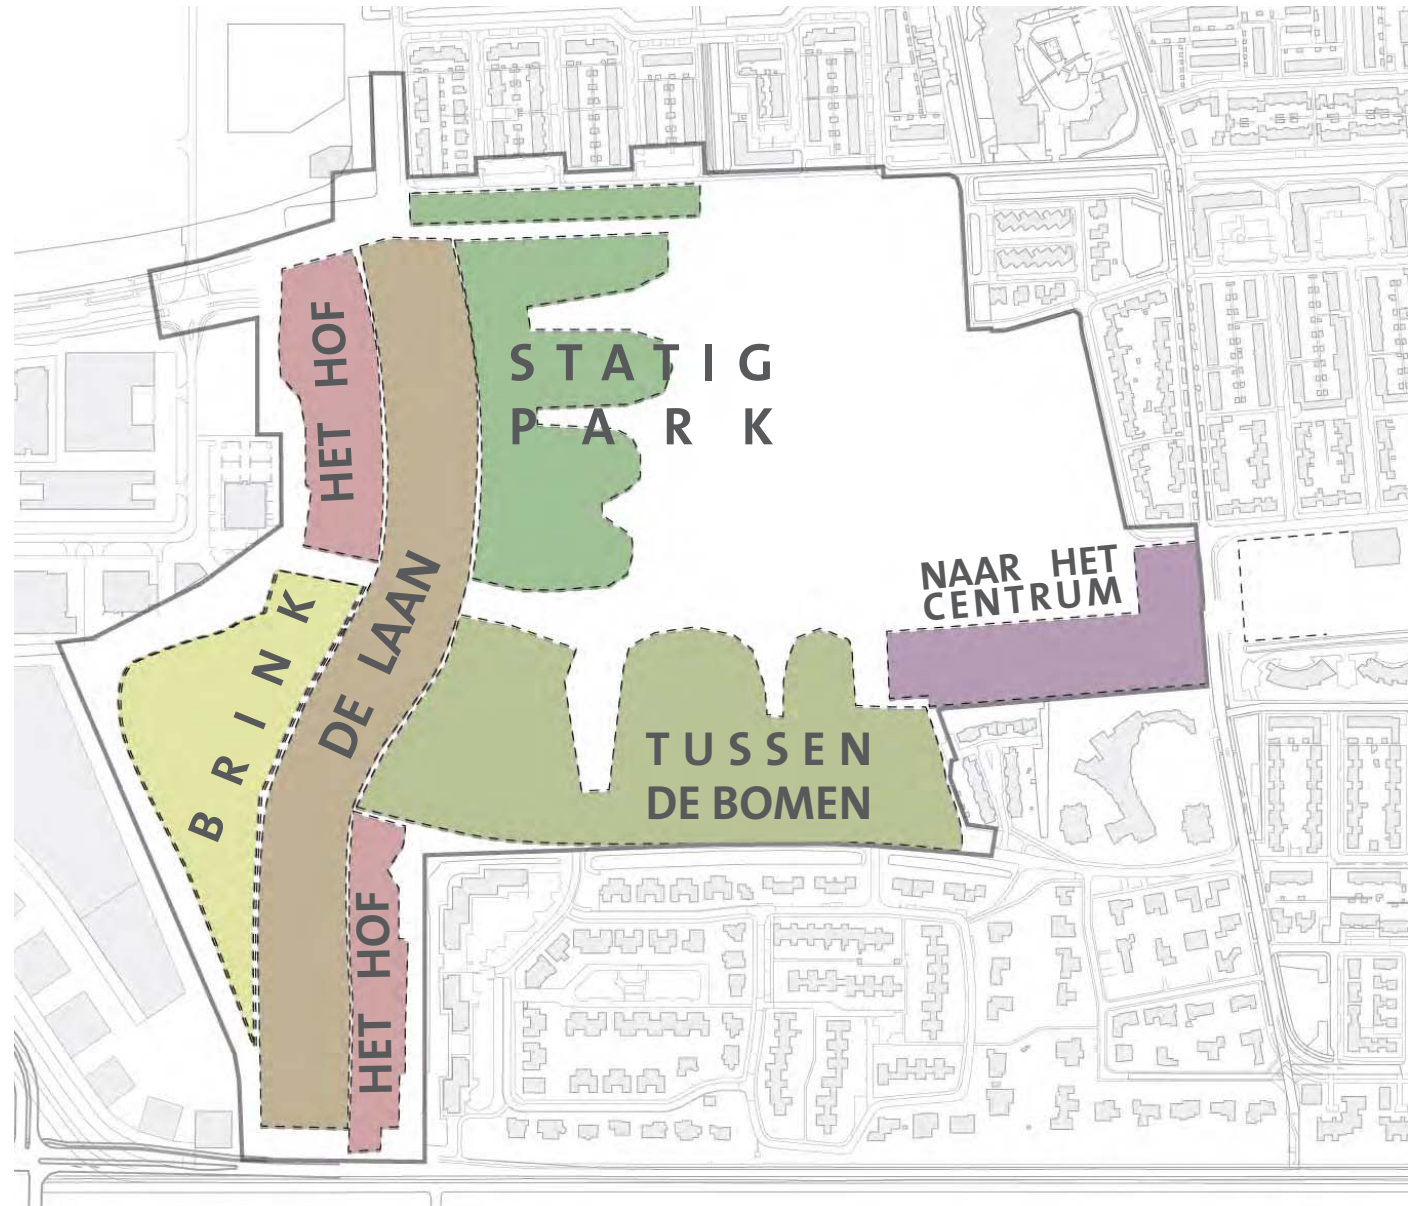 HET HOF
STATIG
PARK
DE LAAN
NAAR HET
CENTRUM
BRINK
TUSSEN
DE BOMEN
HET HOF